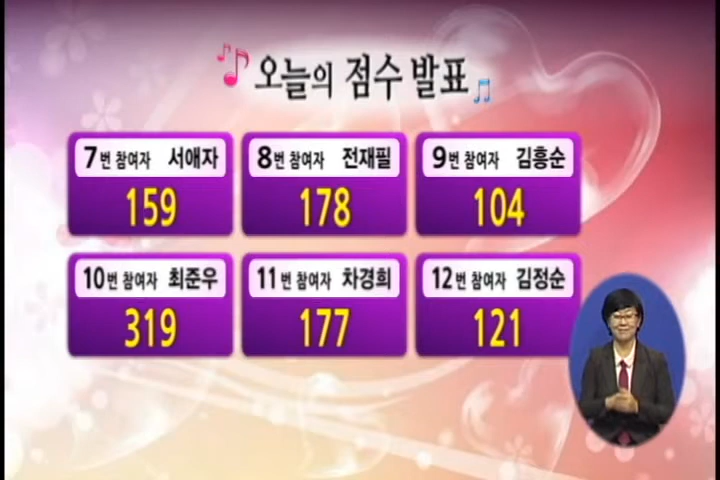 오늘의 점수 발표
7번 참여자 서애자
159
8번 참여자 전재필
178
9번 참여자 김흥순
104
10번 참여자 최준우
319
11번 참여자 차경희
177
12번 참여자 김정순
121